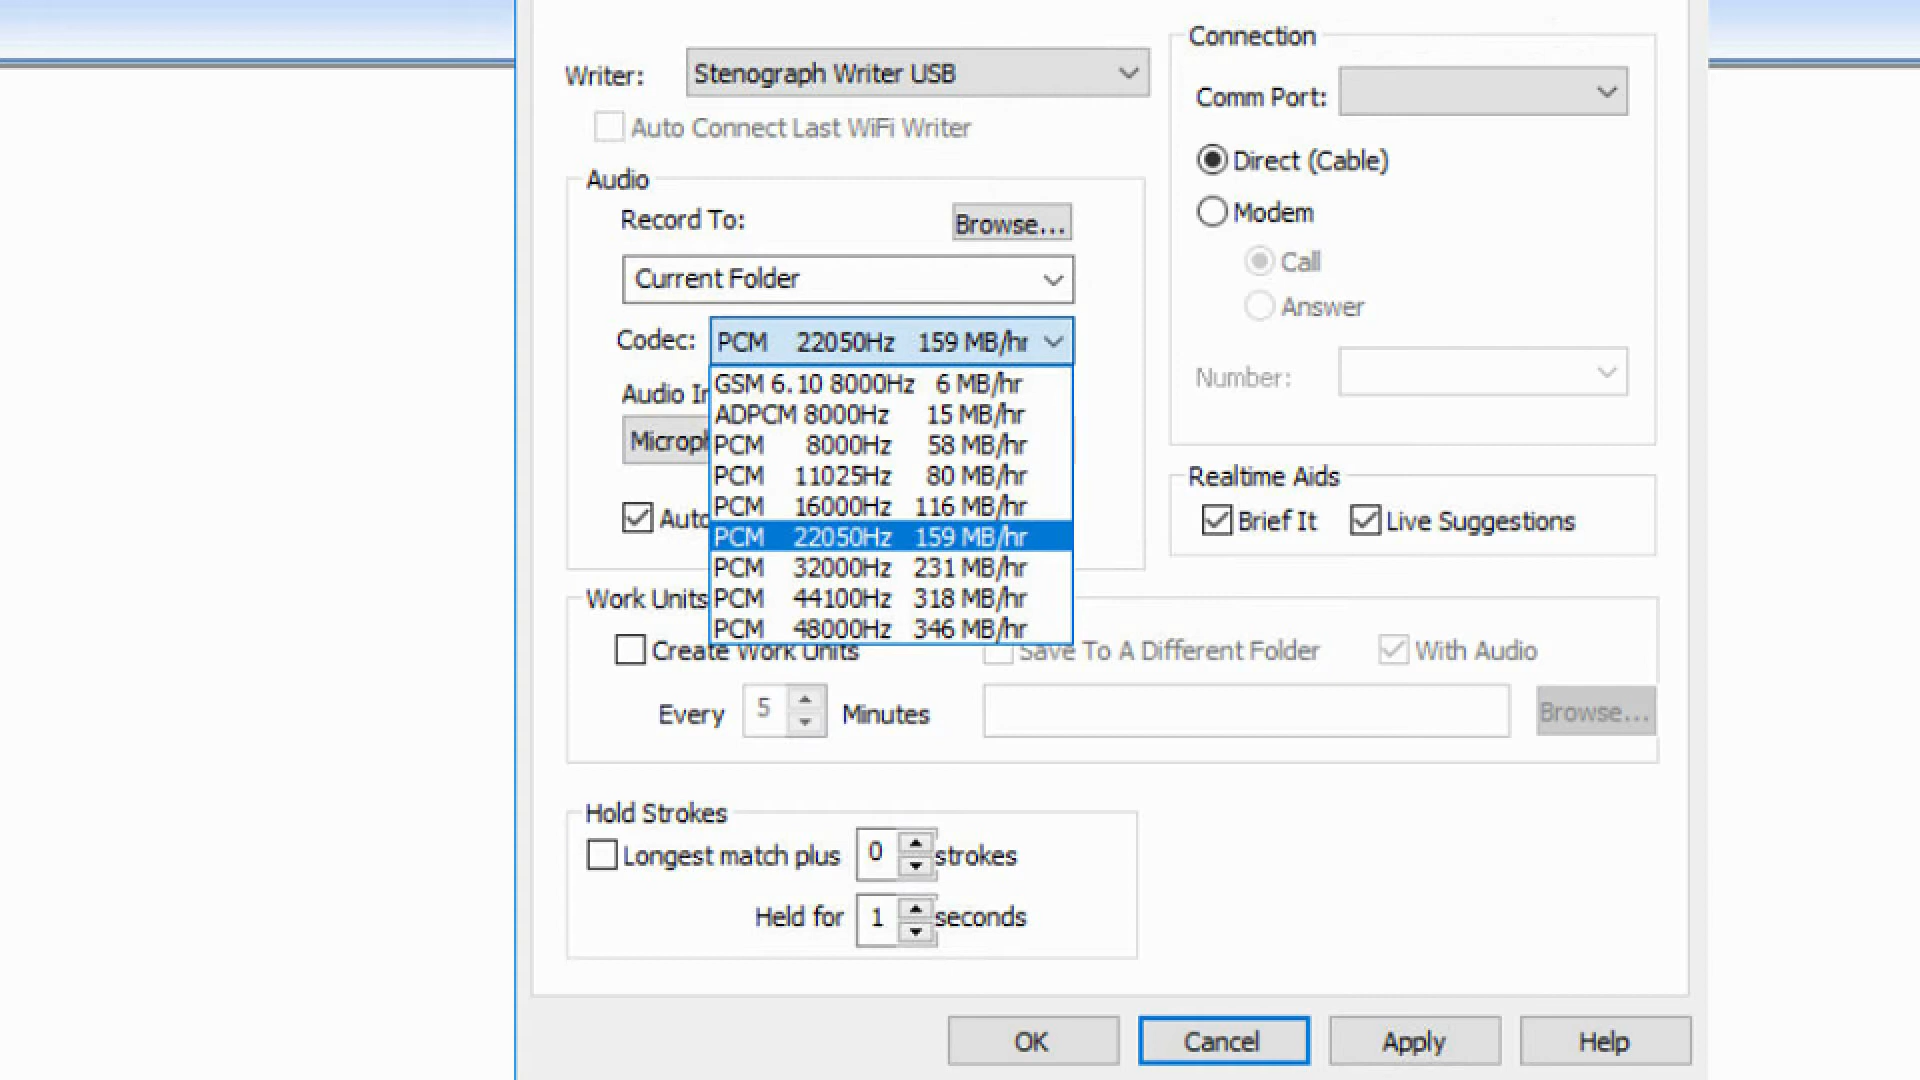 Writer: Stenograph Writer USB
Auto Connect Last WiFi Writer
Audio
Record To: Browse...
Current Folder
Codec: PCM 22050Hz 159 MB/hr
GSM 6.10 8000Hz 6 MB/hr
ADPCM 8000Hz 15 MB/hr
PCM 8000Hz 58 MB/hr
PCM 11025Hz 80 MB/hr
PCM 16000Hz 116 MB/hr
PCM 22050Hz 159 MB/hr
PCM 32000Hz 231 MB/hr
PCM 44100Hz 318 MB/hr
PCM 48000Hz 346 MB/hr
Audio
Auto
Connection
Comm Port:
Direct (Cable)
Modem
Call
Answer
Number:
Realtime Aids
Brief It Live Suggestions
Work Units
Create Work Units Save To A Different Folder With Audio
Every 5 Minutes Browse...
Hold Strokes
Longest match plus 0 strokes
Held for 1 seconds
OK Cancel Apply Help